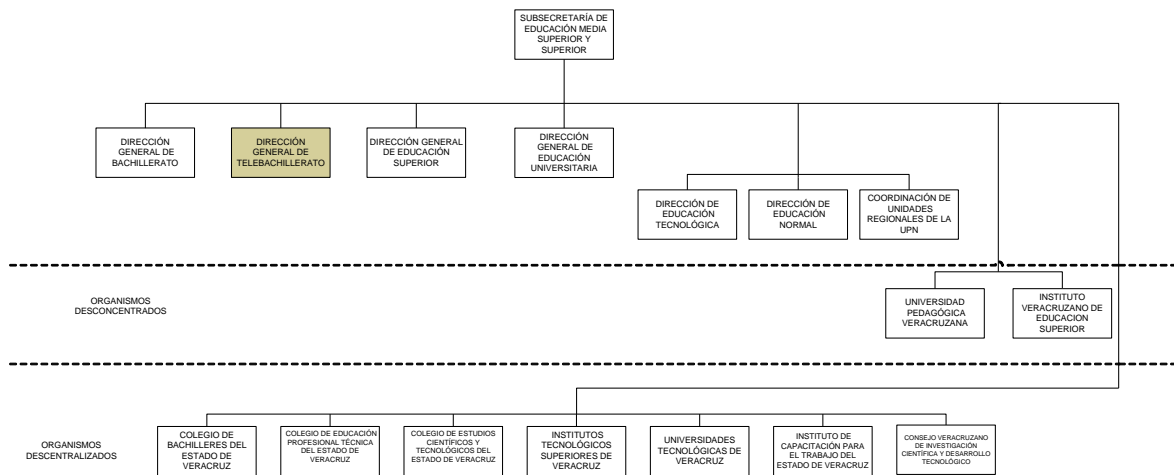 SUBSECRETARÍA DE
EDUCACIÓN MEDIA
SUPERIOR Y
SUPERIOR
DIRECCIÓN
GENERAL DE
BACHILLERATO
DIRECCIÓN
GENERAL DE
TELEBACHILLERATO
DIRECCIÓN GENERAL
DE EDUCACIÓN
SUPERIOR
DIRECCIÓN
GENERAL DE
EDUCACIÓN
UNIVERSITARIA
DIRECCIÓN DE
EDUCACIÓN
TECNOLÓGICA
DIRECCIÓN DE
EDUCACIÓN
NORMAL
COORDINACIÓN DE
UNIDADES
REGIONALES DE LA
UPN
ORGANISMOS
DESCONCENTRADOS
UNIVERSIDAD
PEDAGÓGICA
VERACRUZANA
INSTITUTO
VERACRUZANO DE
EDUCACION
SUPERIOR
ORGANISMOS
DESCENTRALIZADOS
COLEGIO DE
BACHILLERES DEL
ESTADO DE
VERACRUZ
COLEGIO DE EDUCACIÓN
PROFESIONAL TÉCNICA
DEL ESTADO DE
VERACRUZ
COLEGIO DE ESTUDIOS
CIENTÍFICOS Y
TECNOLÓGICOS DEL
ESTADO DE VERACRUZ
INSTITUTOS
TECNOLÓGICOS
SUPERIORES DE
VERACRUZ
UNIVERSIDADES
TECNOLÓGICAS DE
VERACRUZ
INSTITUTO DE
CAPACITACIÓN PARA
EL TRABAJO DEL
ESTADO DE VERACRUZ
CONSEJO VERACRUZANO
DE INVESTIGACIÓN
CIENTÍFICA Y DESARROLLO
TECNOLÓGICO